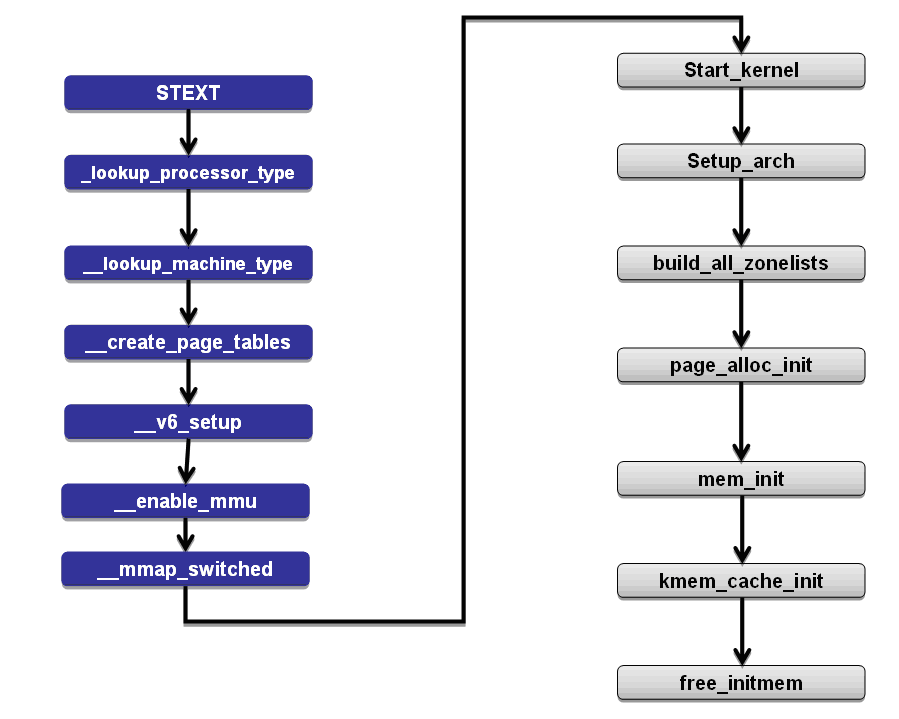 STEXT
_lookup_processor_type
__lookup_machine_type
__create_page_tables
__v6_setup
__enable_mmu
__mmap_switched
Start_kernel
Setup_arch
build_all_zonelists
page_alloc_init
mem_init
kmem_cache_init
free_initmem